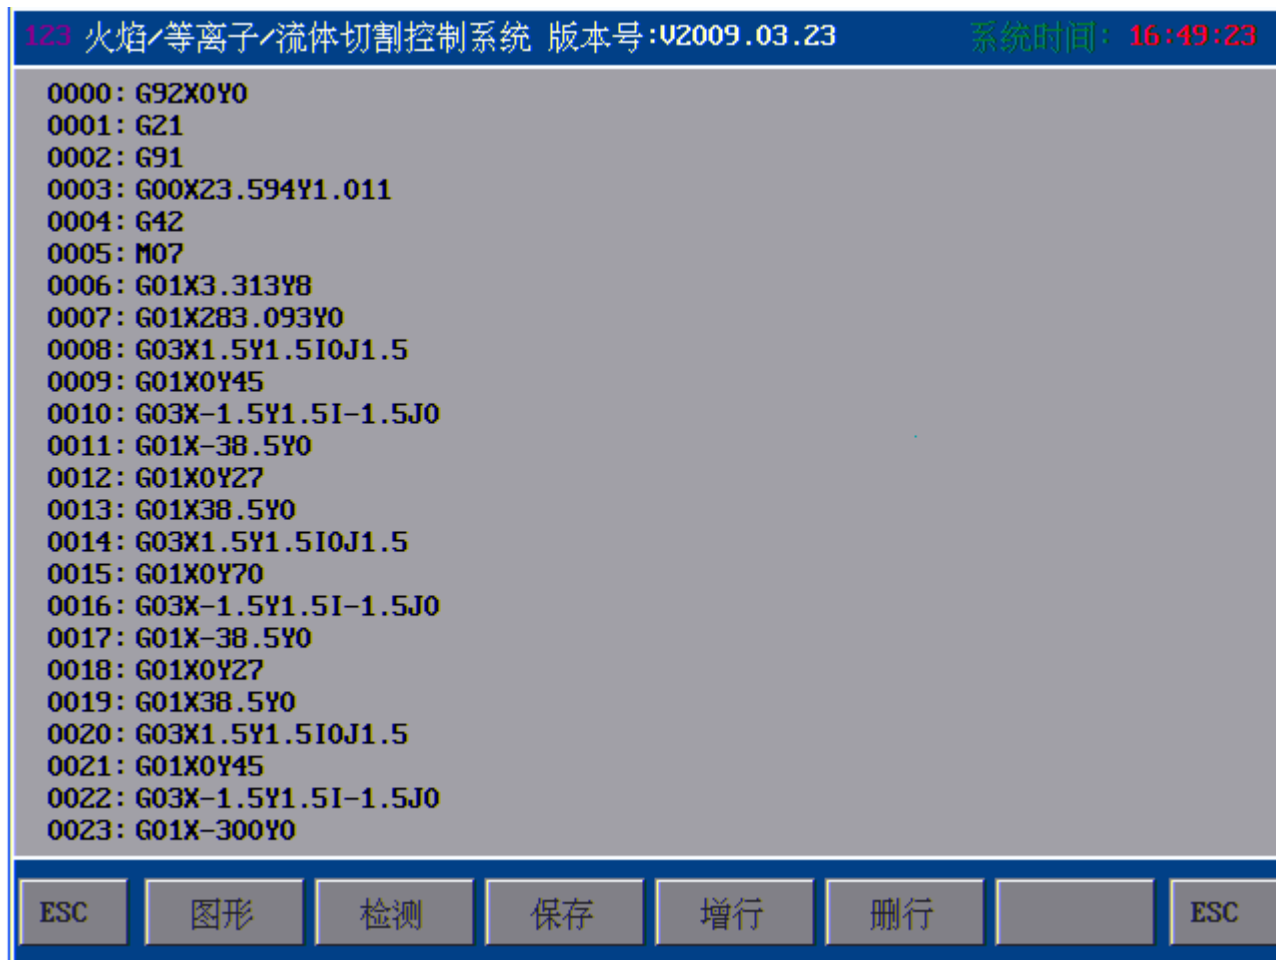 123 火焰/等离子/流体切割控制系统 版本号:V2009.03.23 系统时间: 16:49:23
0000:G92X0Y0
0001:G21
0002:G91
0003:G00X23.594Y1.011
0004:G42
0005:M07
0006:G01X3.313Y8
0007:G01X283.093Y0
0008:G03X1.5Y1.5I0J1.5
0009:G01X0Y45
0010:G03X-1.5Y1.5I-1.5J0
0011:G01X-38.5Y0
0012:G01X0Y27
0013:G01X38.5Y0
0014:G03X1.5Y1.5I0J1.5
0015:G01X0Y70
0016:G03X-1.5Y1.5I-1.5J0
0017:G01X-38.5Y0
0018:G01X0Y27
0019:G01X38.5Y0
0020:G03X1.5Y1.5I0J1.5
0021:G01X0Y45
0022:G03X-1.5Y1.5I-1.5J0
0023:G01X-300Y0
ESC 图形 检测 保存 增行 删行 ESC